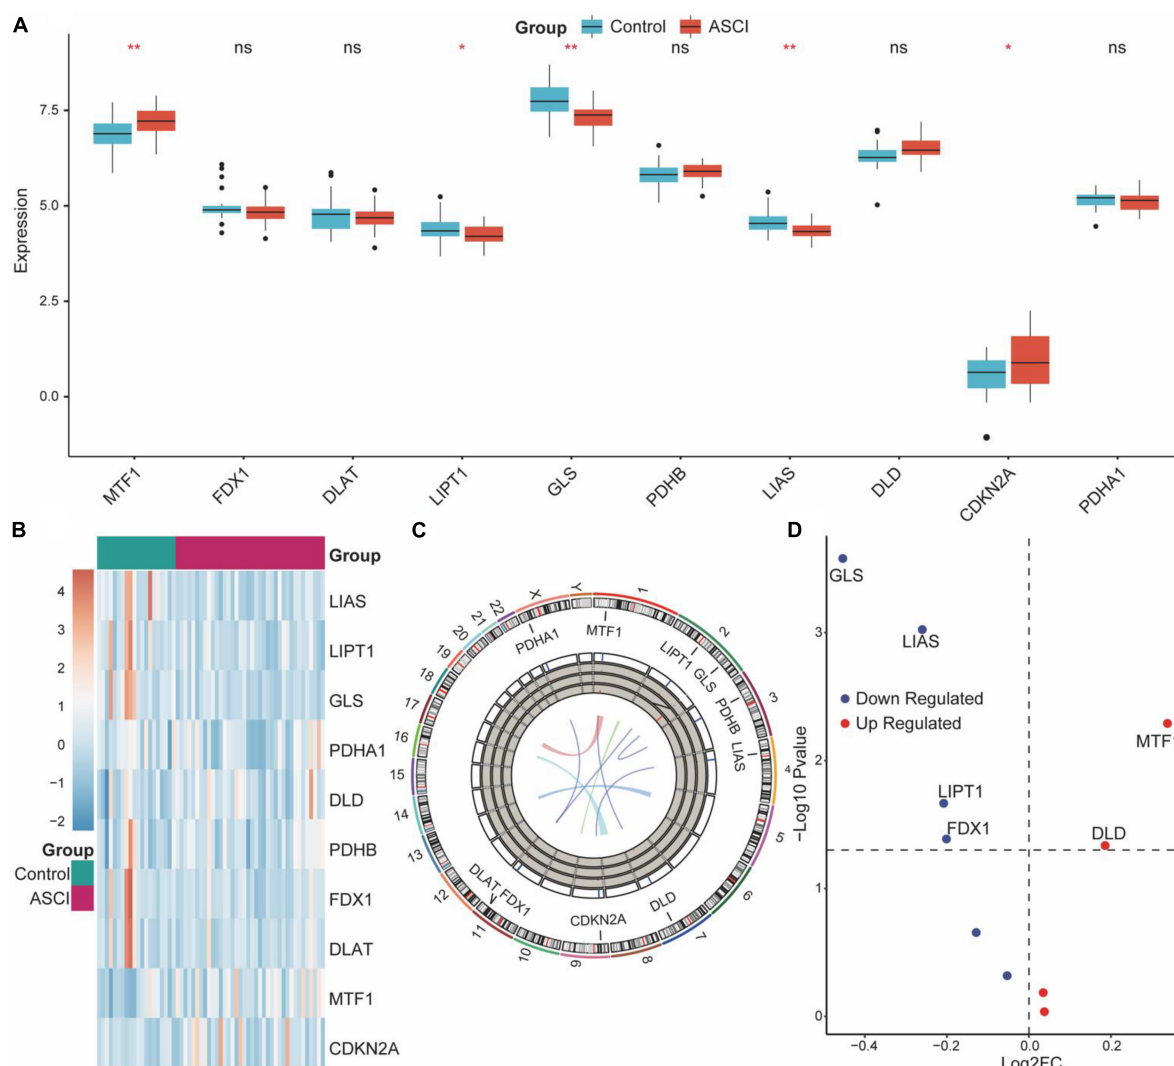 A
Group Control ASCI
** ns ns * ** ns ** ns * ns
Expression
7.5
5.0
2.5
0.0
MTF1 FDX1 DLAT LIPT1 GLS PDHB LIAS DLD CDKN2A PDHA1
B
Group
4
3
2
1
0
−1
−2
Group
Control
ASCI
LIAS
LIPT1
GLS
PDHA1
DLD
PDHB
FDX1
DLAT
MTF1
CDKN2A
C
1
2
3
4
5
6
7
8
9
10
11
12
13
14
15
16
17
18
19
20
21
22
X
Y
MTF1
LIPT1
GLS
PDHB
LIAS
DLD
CDKN2A
FDX1
DLAT
PDHA1
D
GLS
LIAS
Down Regulated
Up Regulated
MTF
LIPT1
FDX1
DLD
−Log10 Pvalue
3
2
1
0
−0.4 −0.2 0.0 0.2
Log2FC